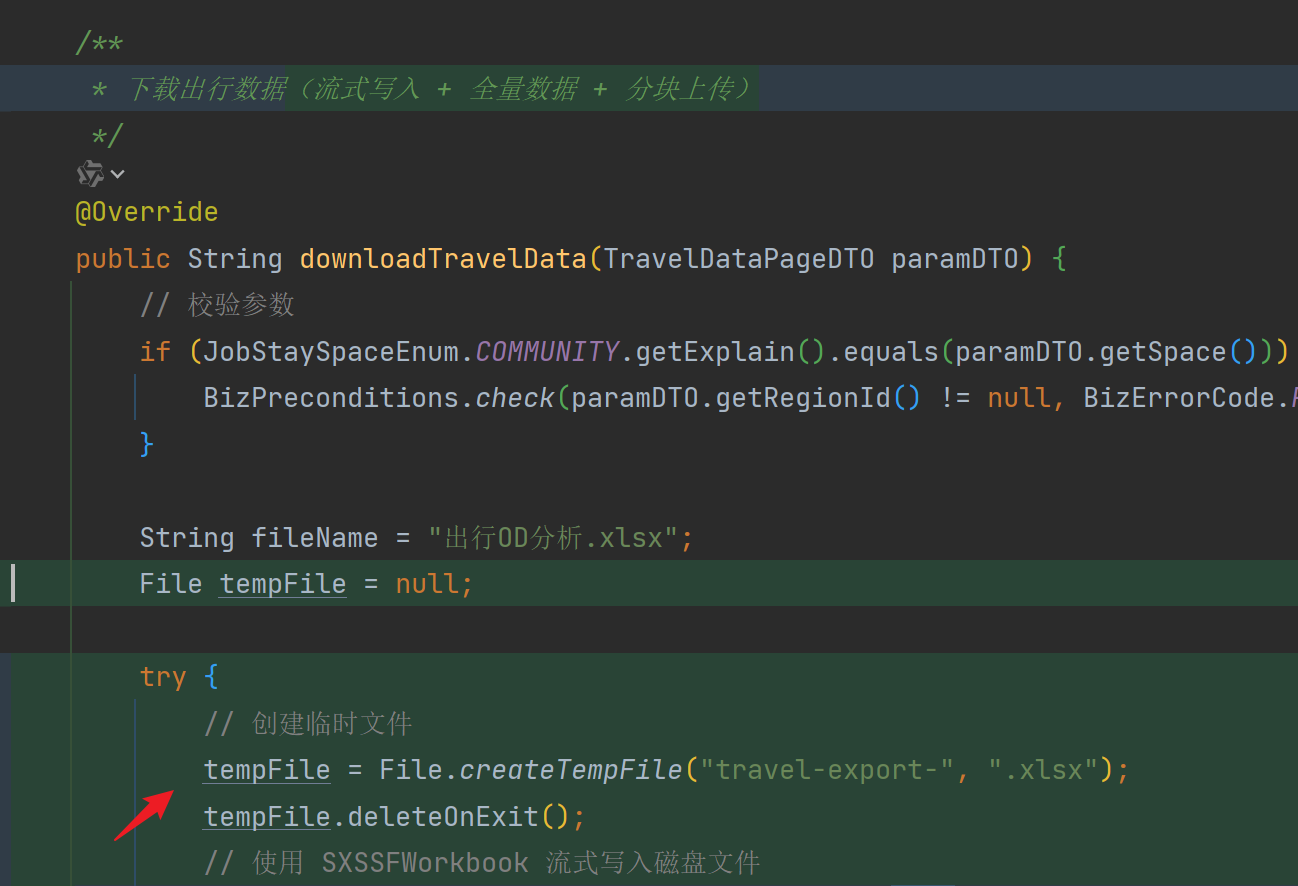 /**
* 下载出行数据（流式写入 + 全量数据 + 分块上传）
*/
@Override
public String downloadTravelData(TravelDataPageDTO paramDTO) {
// 校验参数
if (JobStaySpaceEnum.COMMUNITY.getExplain().equals(paramDTO.getSpace()))
BizPreconditions.check(paramDTO.getRegionId() != null, BizErrorCode.
}
String fileName = "出行OD分析.xlsx";
File tempFile = null;
try {
// 创建临时文件
tempFile = File.createTempFile("travel-export-", ".xlsx");
tempFile.deleteOnExit();
// 使用 SXSSFWorkbook 流式写入磁盘文件